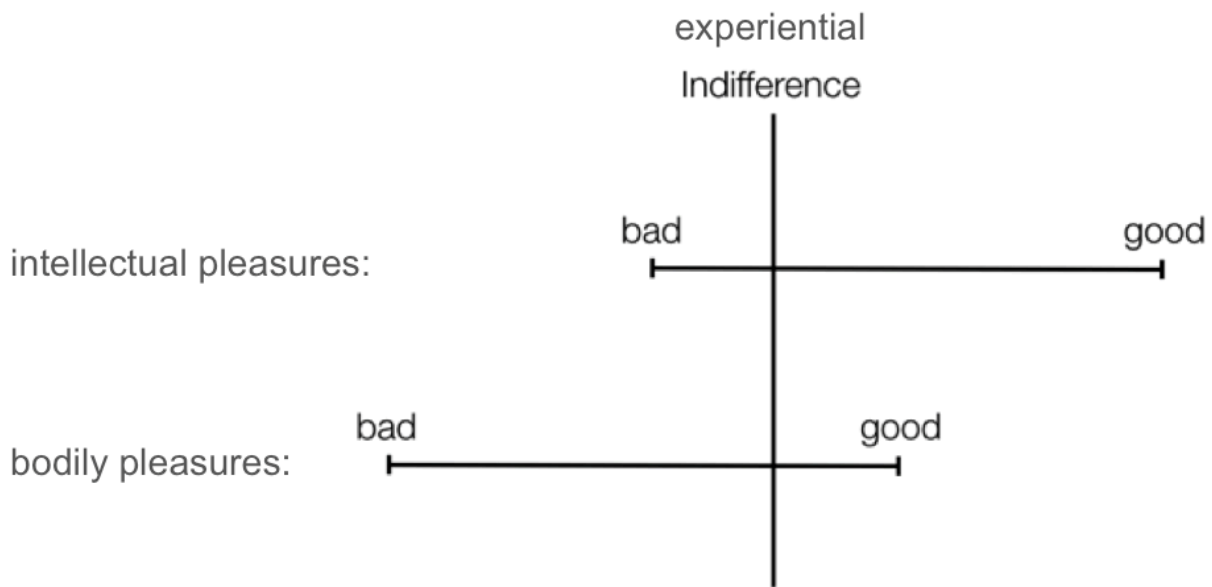 experiential
Indifference
bad
good
intellectual pleasures:
bad
good
bodily pleasures: